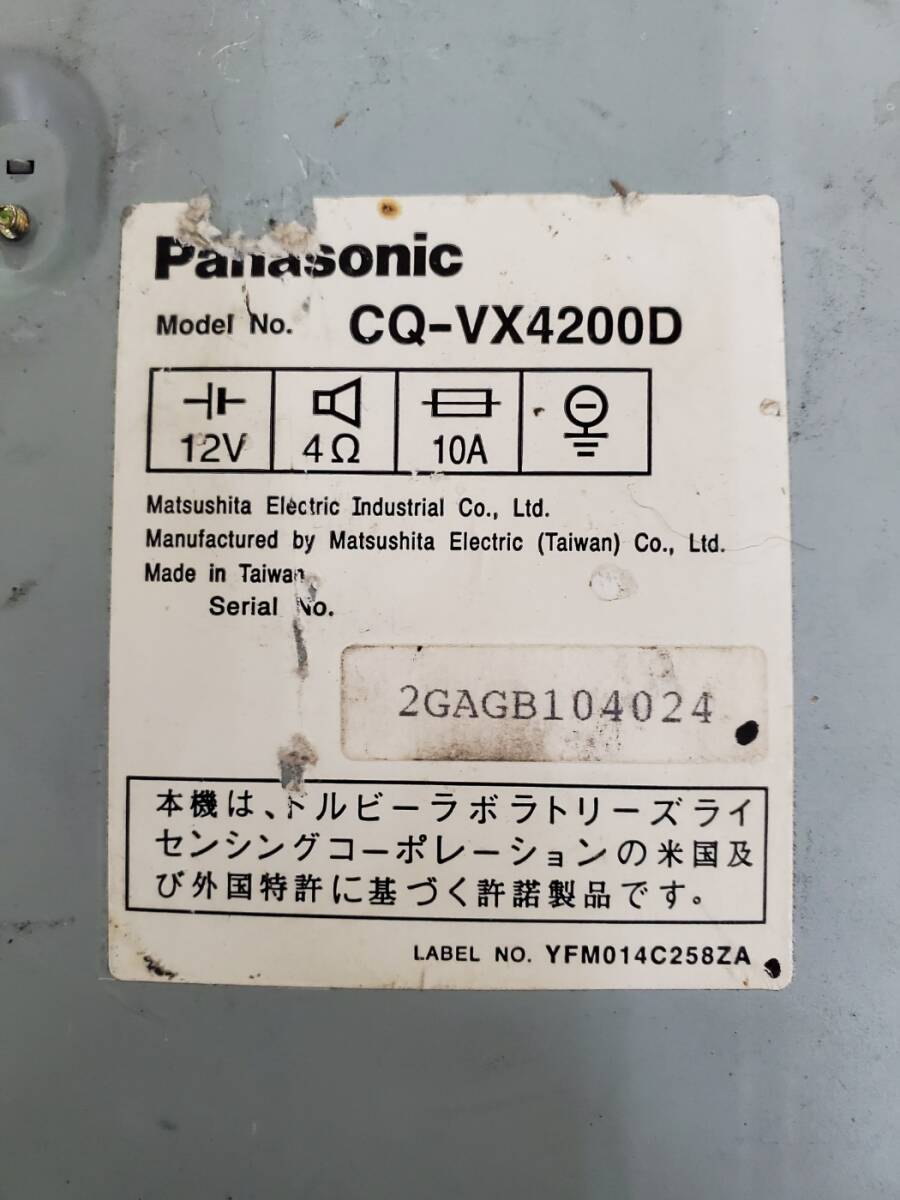 Panasonic
Model No. CQ-VX4200D
12V 4Ω 10A
Matsushita Electric Industrial Co., Ltd.
Manufactured by Matsushita Electric (Taiwan) Co., Ltd.
Made in Taiwan
Serial No.
2GAGB104024
本機は、ドルビーラボラトリーズライ
センシングコーポレーションの米国及
び外国特許に基づく許諾製品です。
LABEL NO. YFM014C258ZA